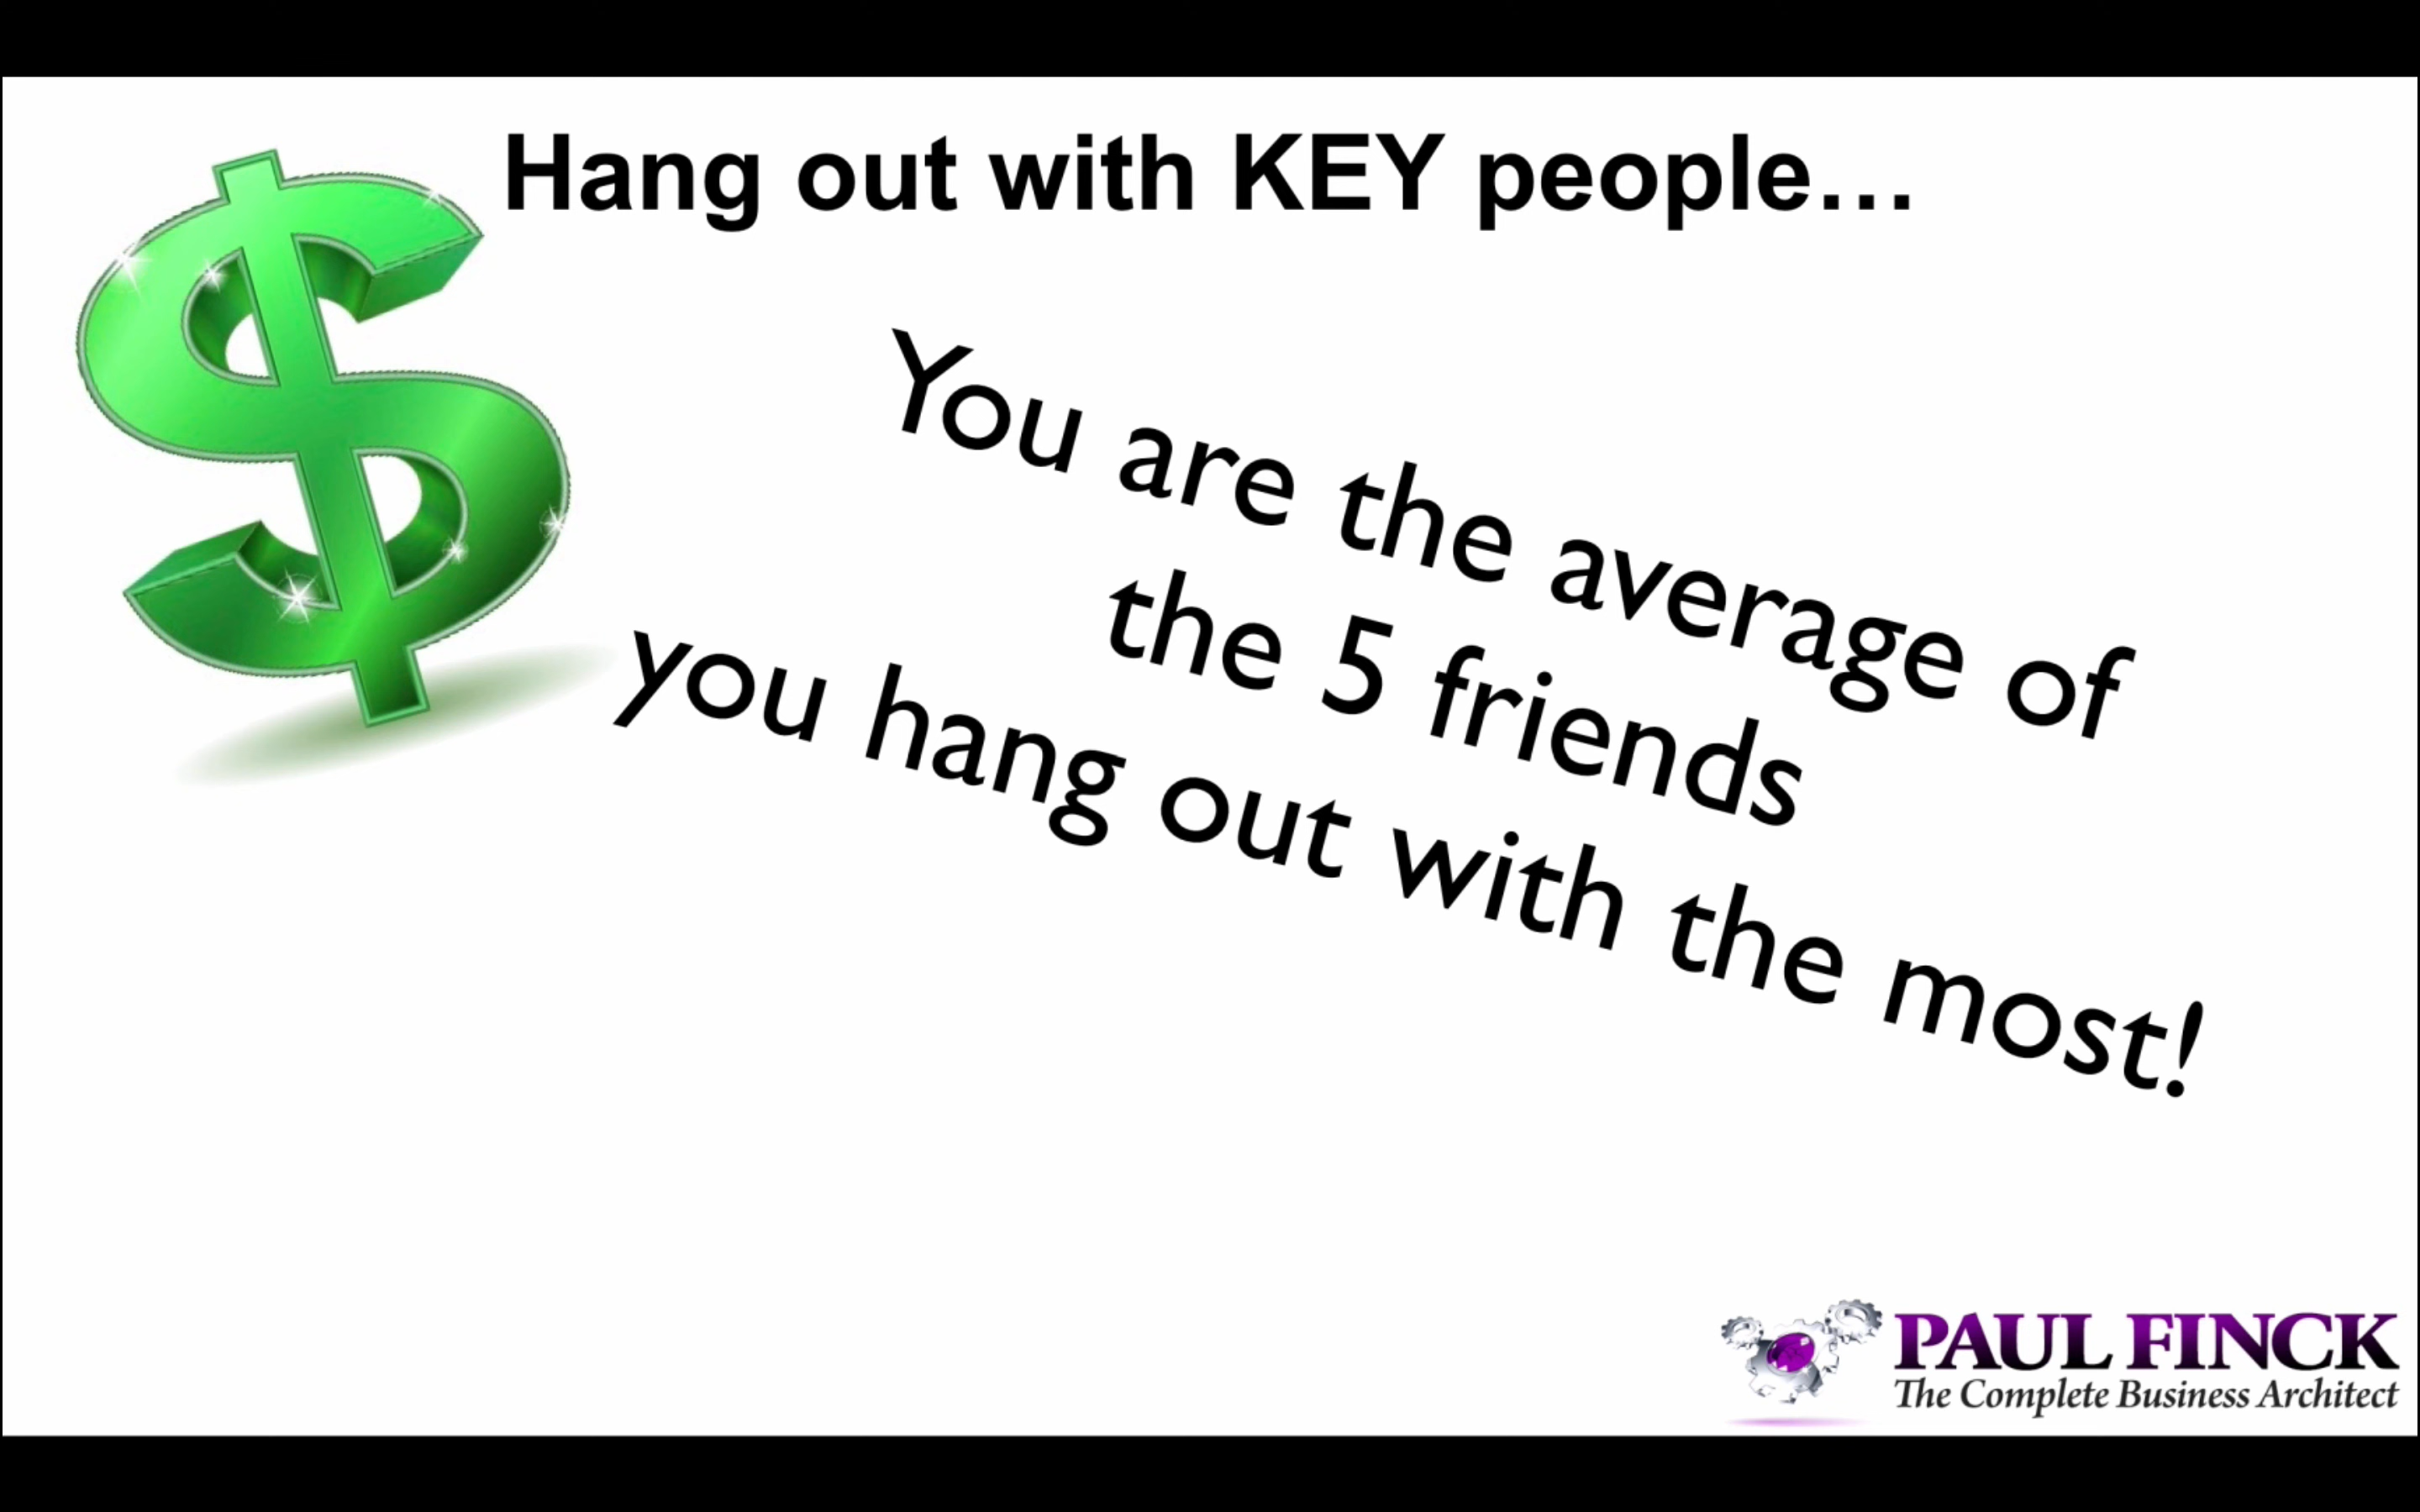 Hang out with KEY people...
You are the average of
the 5 friends
you hang out with the most!
PAUL FINCK
The Complete Business Architect